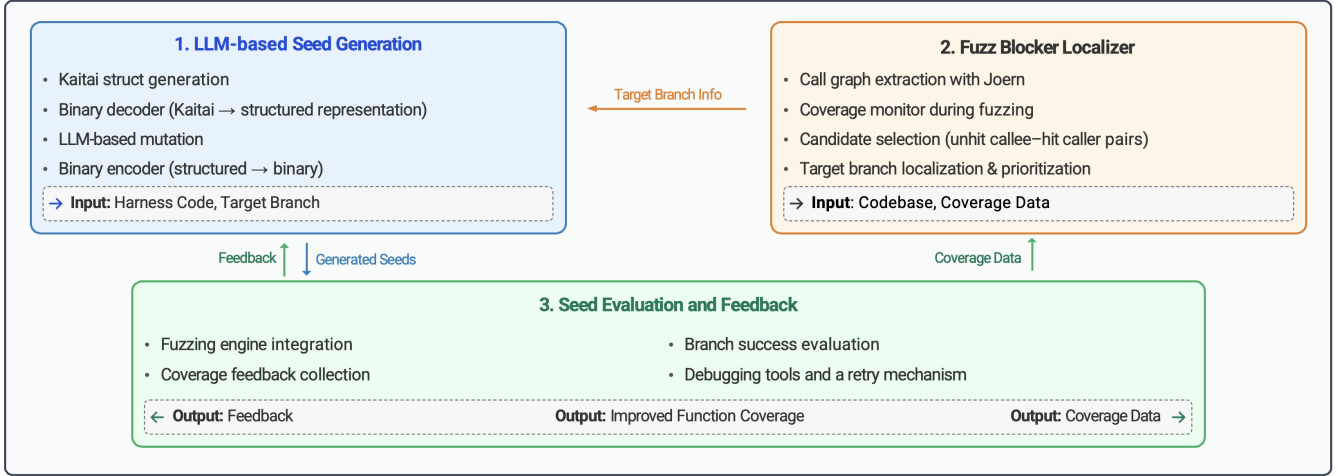 1. LLM-based Seed Generation
• Kaitai struct generation
• Binary decoder (Kaitai → structured representation)
• LLM-based mutation
• Binary encoder (structured → binary)
→ Input: Harness Code, Target Branch
Target Branch Info
2. Fuzz Blocker Localizer
• Call graph extraction with Joern
• Coverage monitor during fuzzing
• Candidate selection (unhit callee–hit caller pairs)
• Target branch localization & prioritization
→ Input: Codebase, Coverage Data
Feedback
Generated Seeds
Coverage Data
3. Seed Evaluation and Feedback
• Fuzzing engine integration
• Coverage feedback collection
• Branch success evaluation
• Debugging tools and a retry mechanism
← Output: Feedback
Output: Improved Function Coverage
Output: Coverage Data →